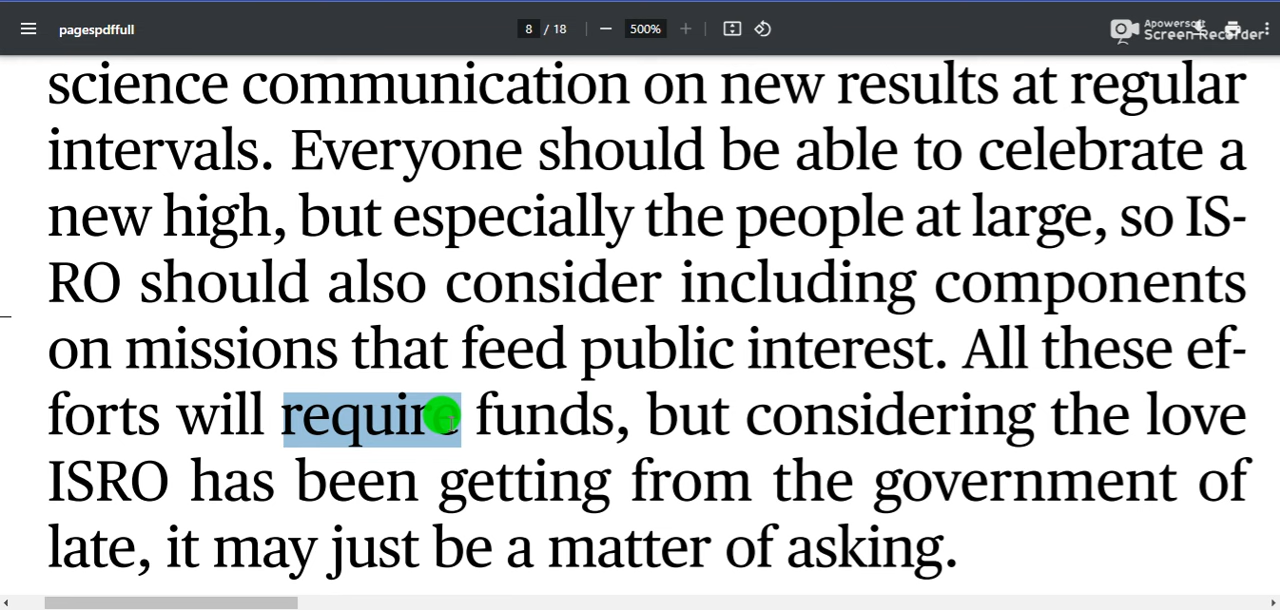 pagespdffull
8 / 18
500%
Apowersoft
Screen Recorder
science communication on new results at regular
intervals. Everyone should be able to celebrate a
new high, but especially the people at large, so IS-
RO should also consider including components
on missions that feed public interest. All these ef-
forts will require funds, but considering the love
ISRO has been getting from the government of
late, it may just be a matter of asking.